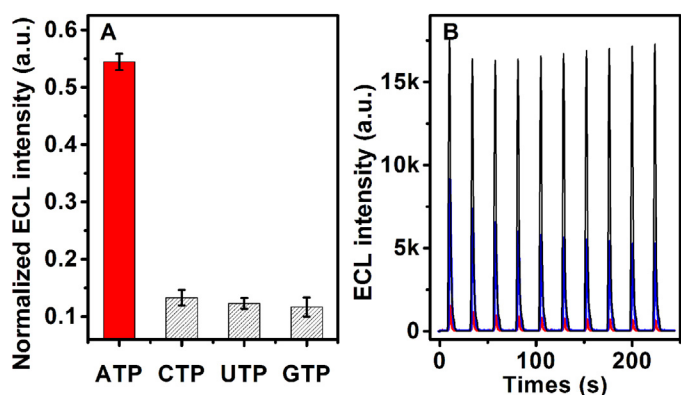 A
Normalized ECL intensity (a.u.)
0.6
0.5
0.4
0.3
0.2
0.1
ATP CTP UTP GTP
B
ECL intensity (a.u.)
15k
10k
5k
0
0 100 200
Times (s)